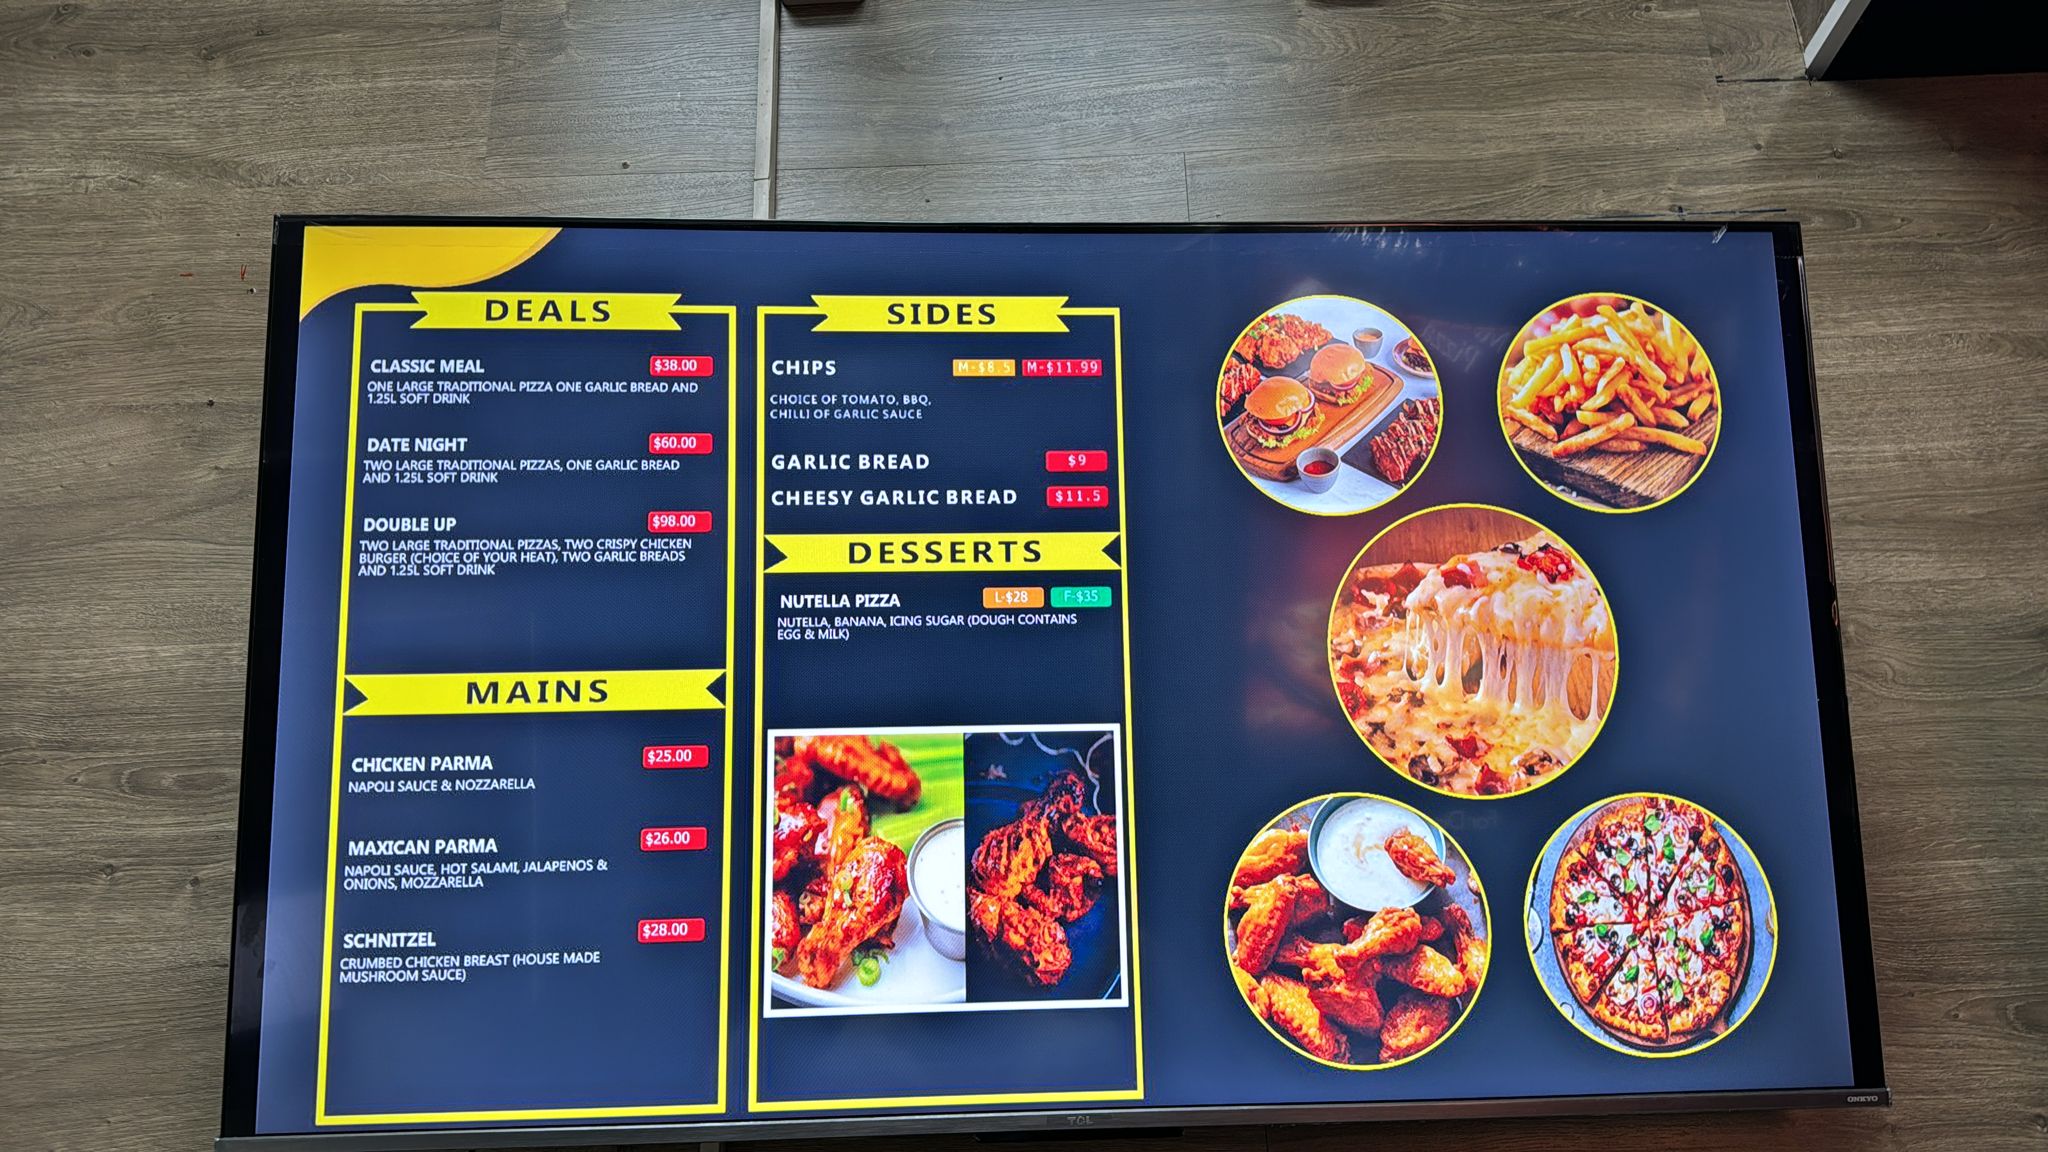 DEALS
CLASSIC MEAL $38.00
ONE LARGE TRADITIONAL PIZZA ONE GARLIC BREAD AND
1.25L SOFT DRINK
DATE NIGHT $60.00
TWO LARGE TRADITIONAL PIZZAS, ONE GARLIC BREAD
AND 1.25L SOFT DRINK
DOUBLE UP $98.00
TWO LARGE TRADITIONAL PIZZAS, TWO CRISPY CHICKEN
BURGER (CHOICE OF YOUR HEAT), TWO GARLIC BREADS
AND 1.25L SOFT DRINK
MAINS
CHICKEN PARMA $25.00
NAPOLI SAUCE & NOZZARELLA
MAXICAN PARMA $26.00
NAPOLI SAUCE, HOT SALAMI, JALAPENOS &
ONIONS, MOZZARELLA
SCHNITZEL $28.00
CRUMBED CHICKEN BREAST (HOUSE MADE
MUSHROOM SAUCE)
SIDES
CHIPS M-$8.5 M-$11.99
CHOICE OF TOMATO, BBQ,
CHILLI OF GARLIC SAUCE
GARLIC BREAD $9
CHEESY GARLIC BREAD $11.5
DESSERTS
NUTELLA PIZZA L-$28 F-$35
NUTELLA, BANANA, ICING SUGAR (DOUGH CONTAINS
EGG & MILK)
TCL
ONKYO